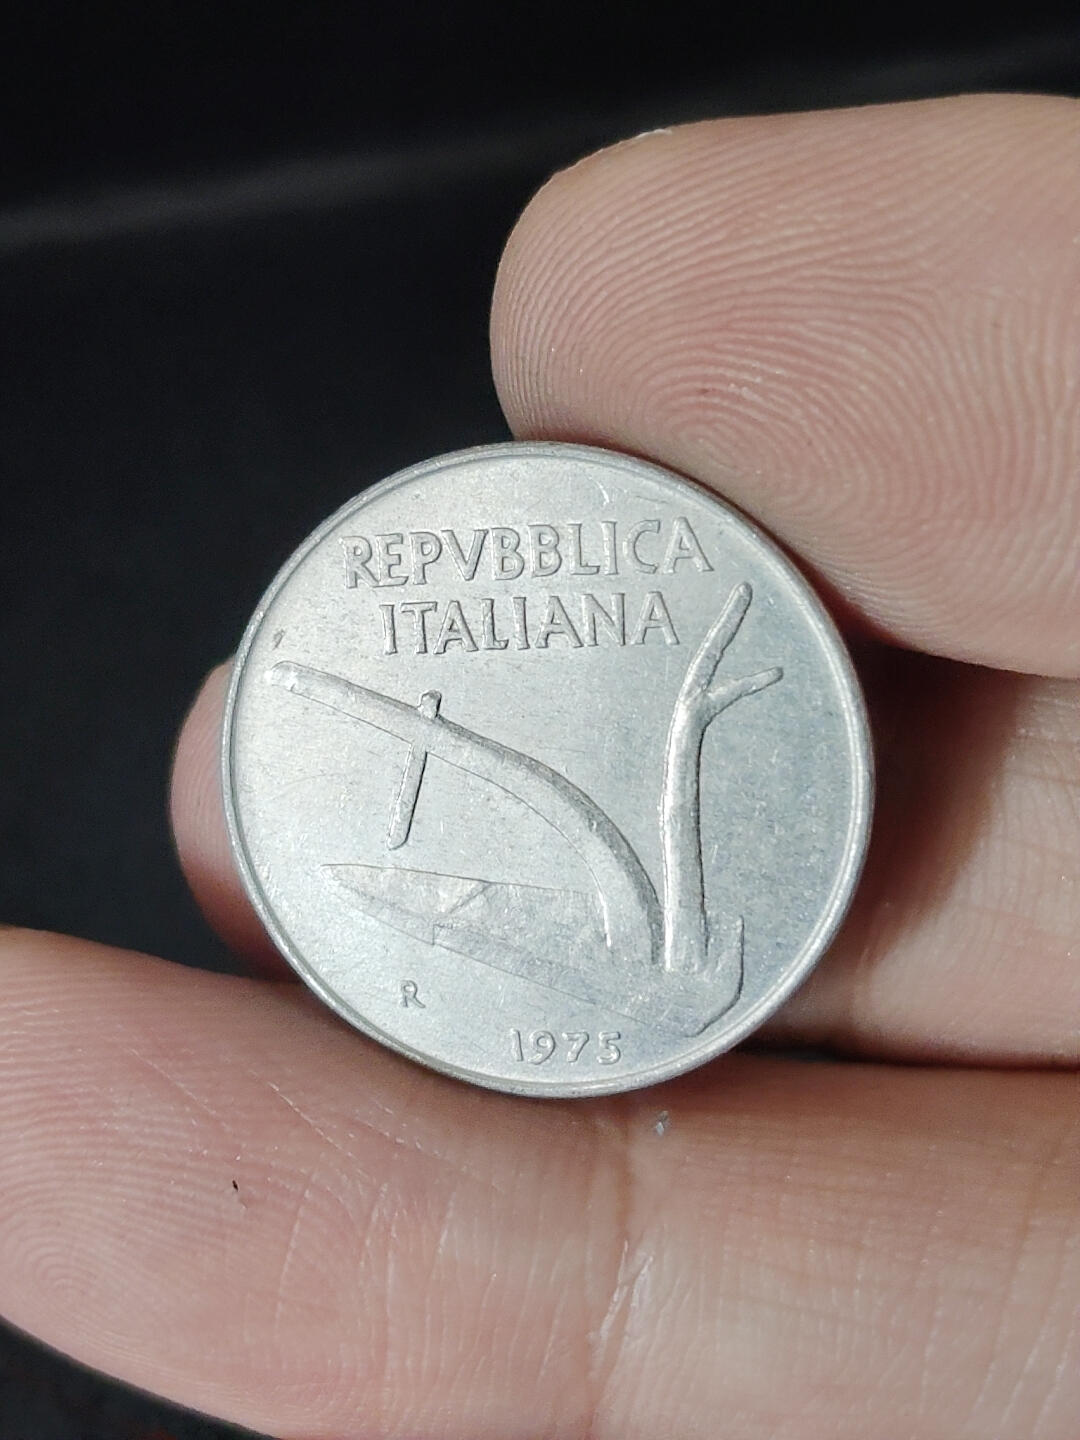 REPVBBLICA
ITALIANA
R
1975